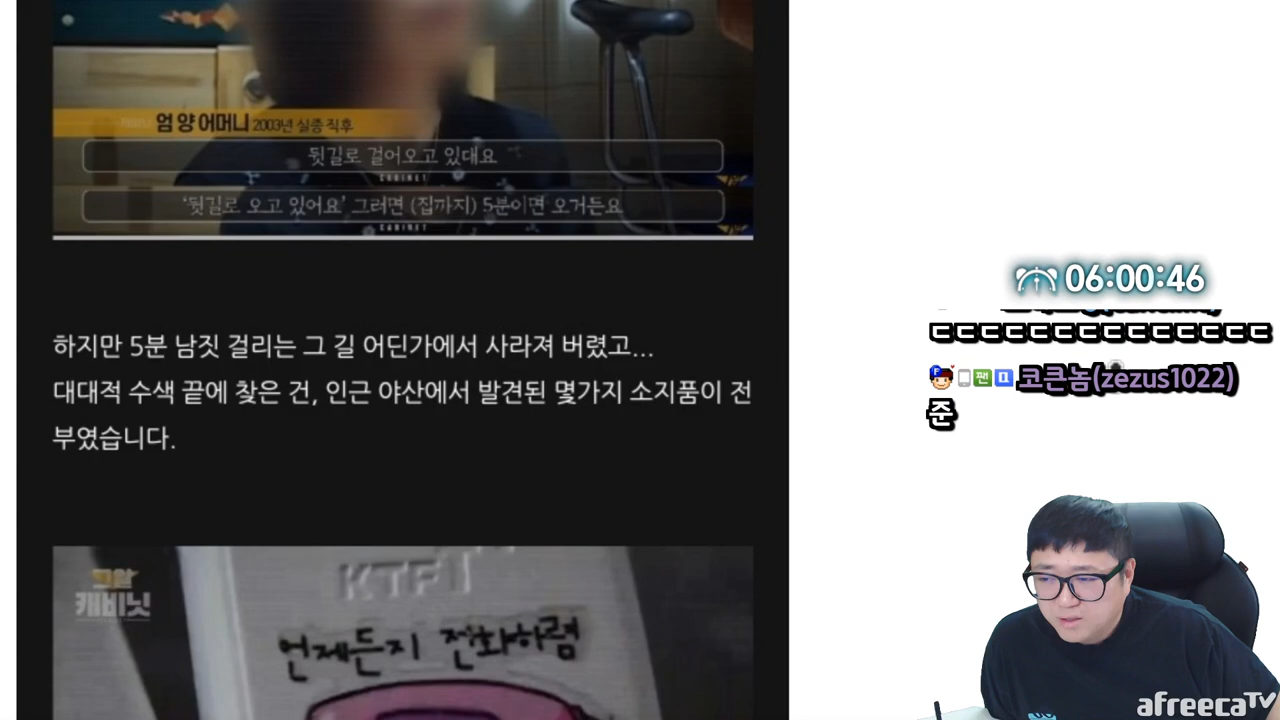 엄 양 어머니 2003년 실종 직후
뒷길로 걸어오고 있대요
CABINET
‘뒷길로 오고 있어요’ 그러면 (집까지) 5분이면 오거든요
CABINET
하지만 5분 남짓 걸리는 그 길 어딘가에서 사라져 버렸고...
대대적 수색 끝에 찾은 건, 인근 야산에서 발견된 몇가지 소지품이 전
부였습니다.
그알
캐비닛
KTF
언제든지 전화하렴
06:00:46
ㄷㄷㄷㄷㄷㄷㄷㄷㄷㄷㄷㄷㄷㄷ
F 팬 코큰놈(zezus1022)
준
afreecaTV